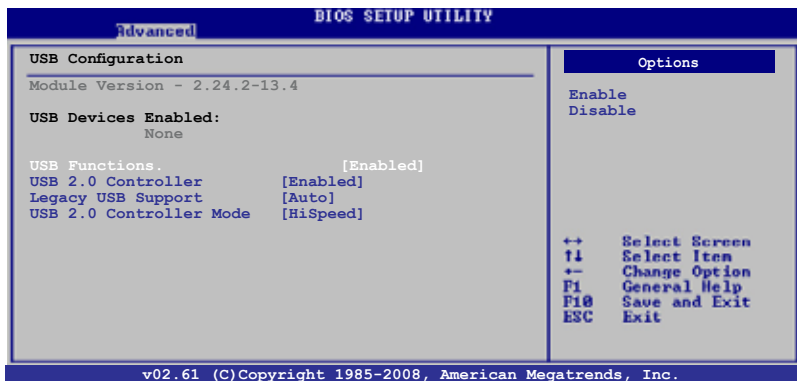 BIOS SETUP UTILITY
Advanced
USB Configuration
Module Version - 2.24.2-13.4
USB Devices Enabled:
None
USB Functions. [Enabled]
USB 2.0 Controller [Enabled]
Legacy USB Support [Auto]
USB 2.0 Controller Mode [HiSpeed]
Options
Enable
Disable
←→ Select Screen
↑↓ Select Item
+- Change Option
F1 General Help
F10 Save and Exit
ESC Exit
v02.61 (C)Copyright 1985-2008, American Megatrends, Inc.